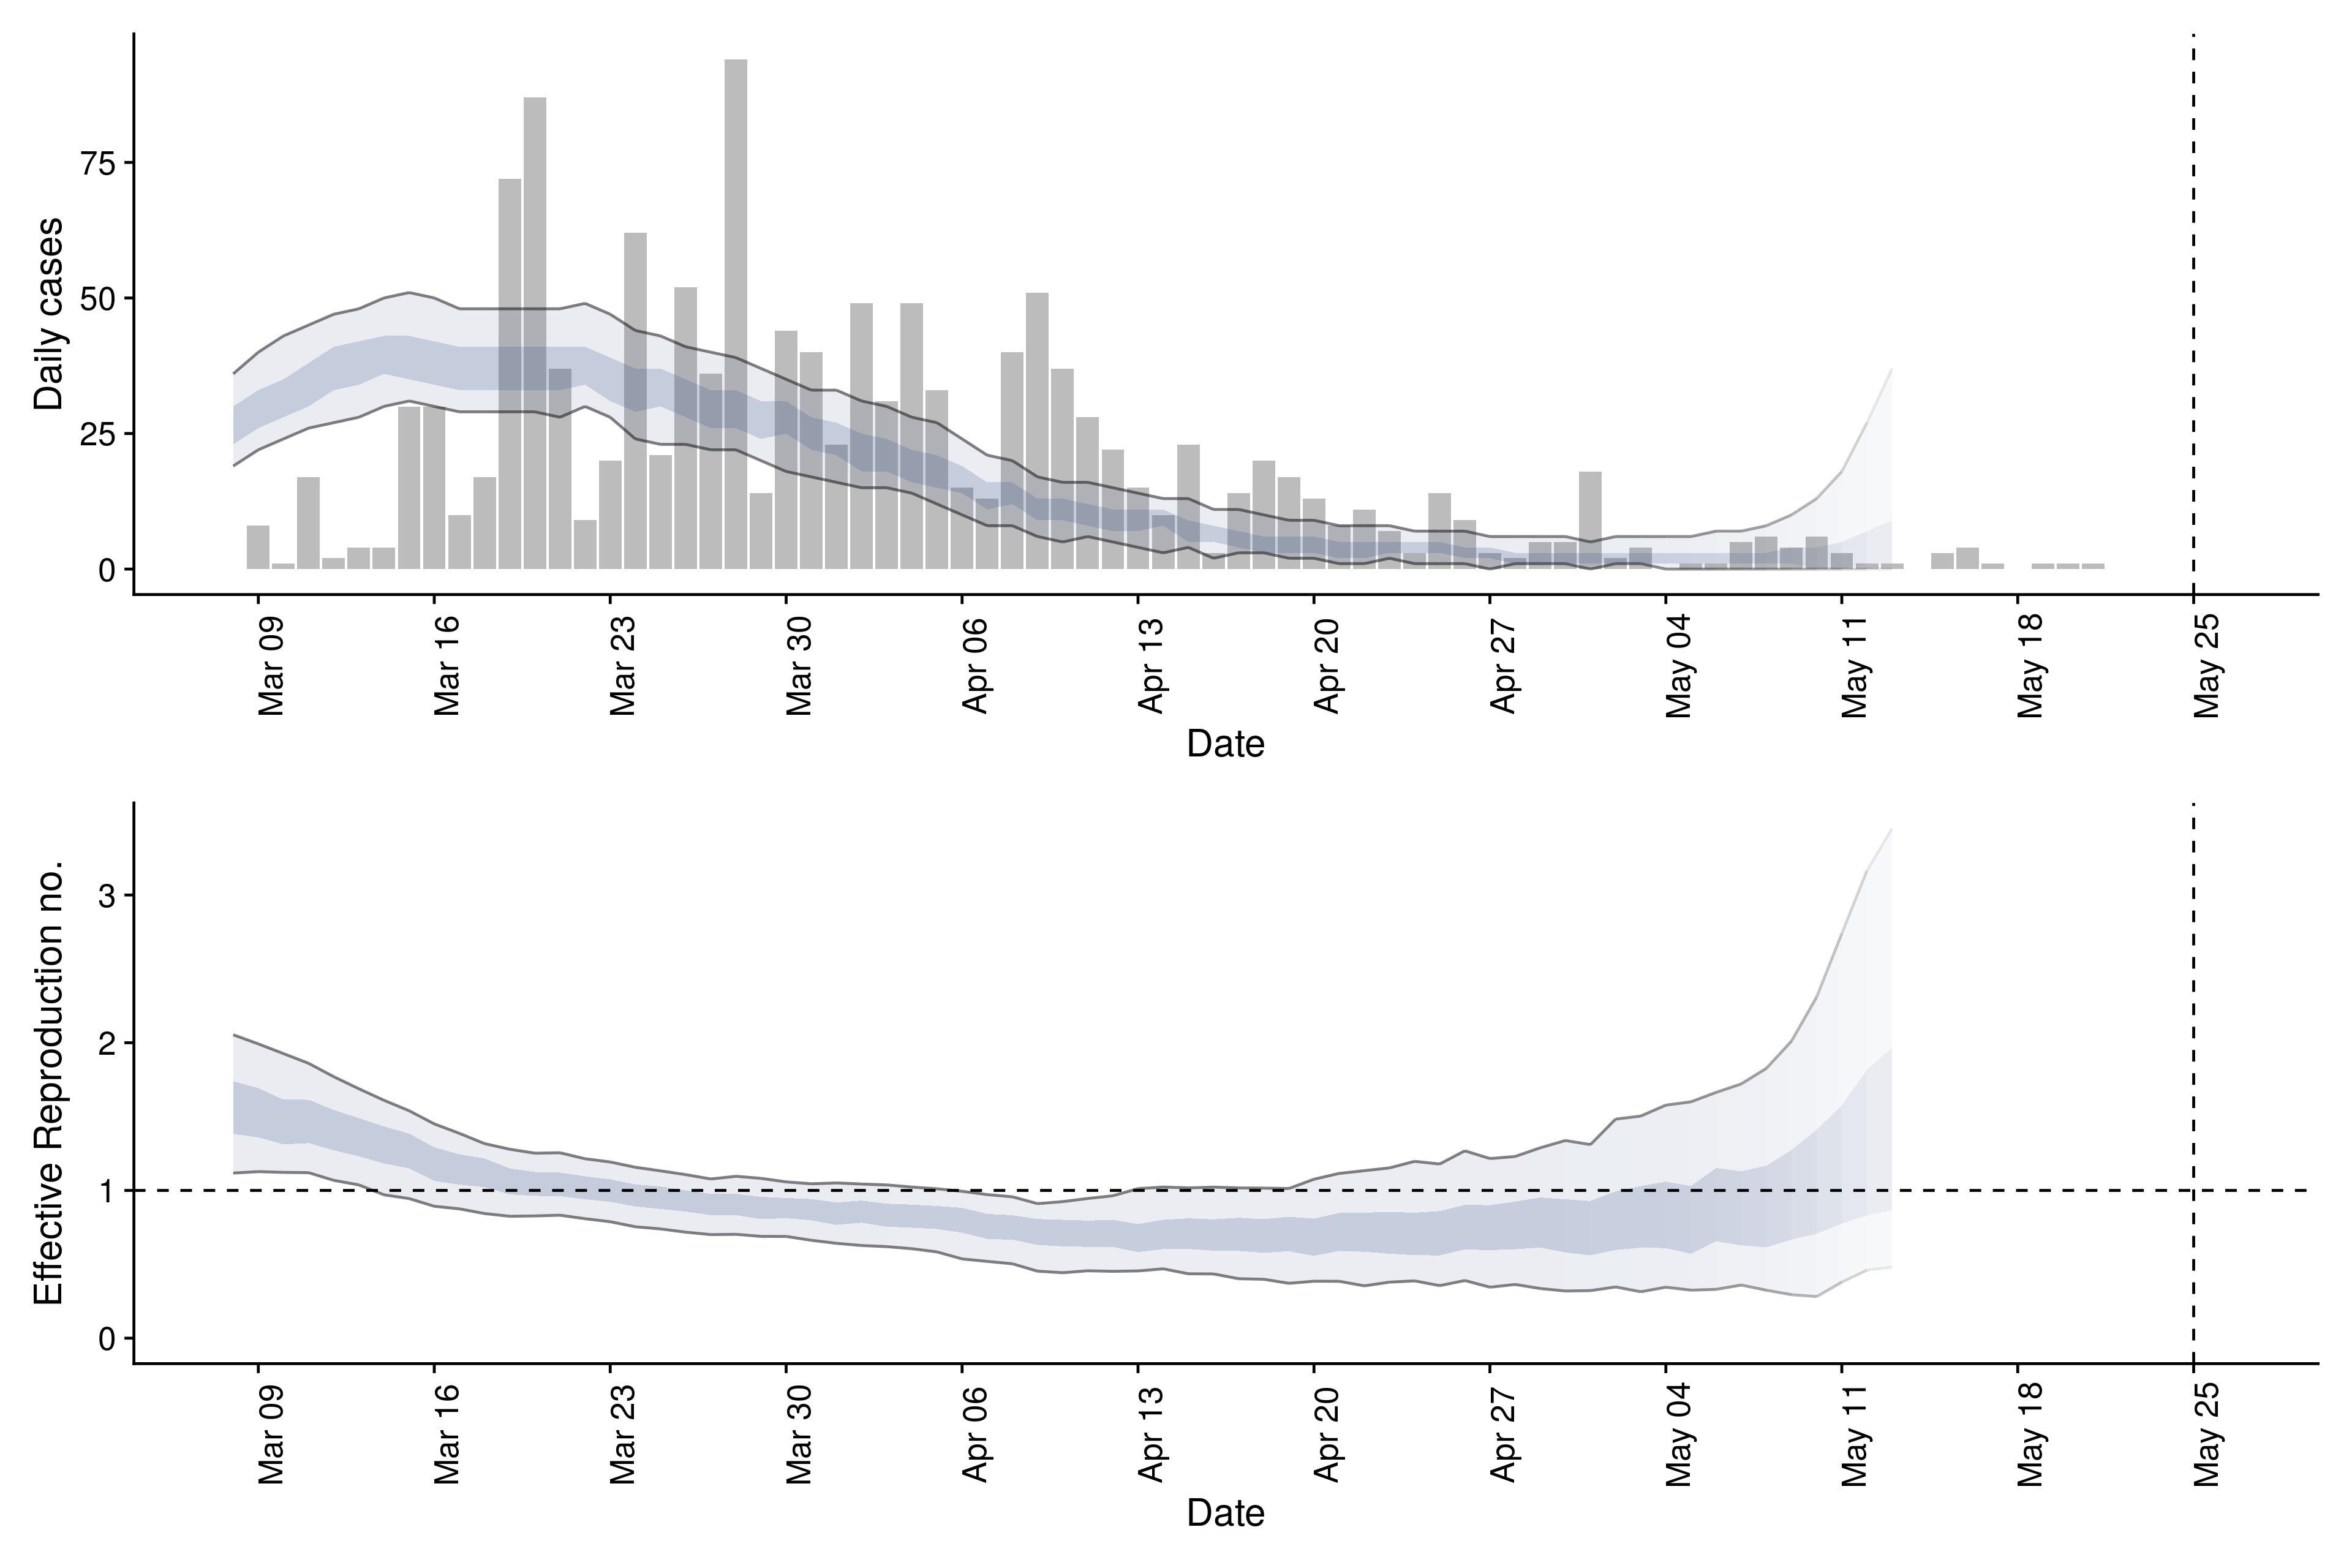 Daily cases
75
50
25
0
Mar 09
Mar 16
Mar 23
Mar 30
Apr 06
Apr 13
Apr 20
Apr 27
May 04
May 11
May 18
May 25
Date
Effective Reproduction no.
3
2
1
0
Mar 09
Mar 16
Mar 23
Mar 30
Apr 06
Apr 13
Apr 20
Apr 27
May 04
May 11
May 18
May 25
Date